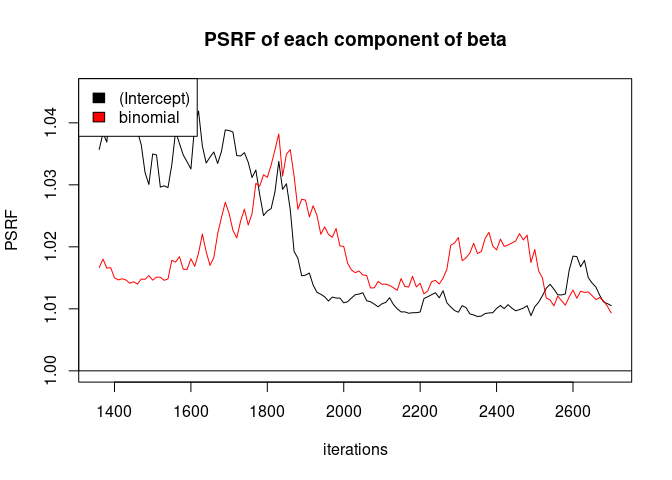 PSRF of each component of beta
(Intercept)
binomial
PSRF
1.04
1.03
1.02
1.01
1.00
1400 1600 1800 2000 2200 2400 2600
iterations